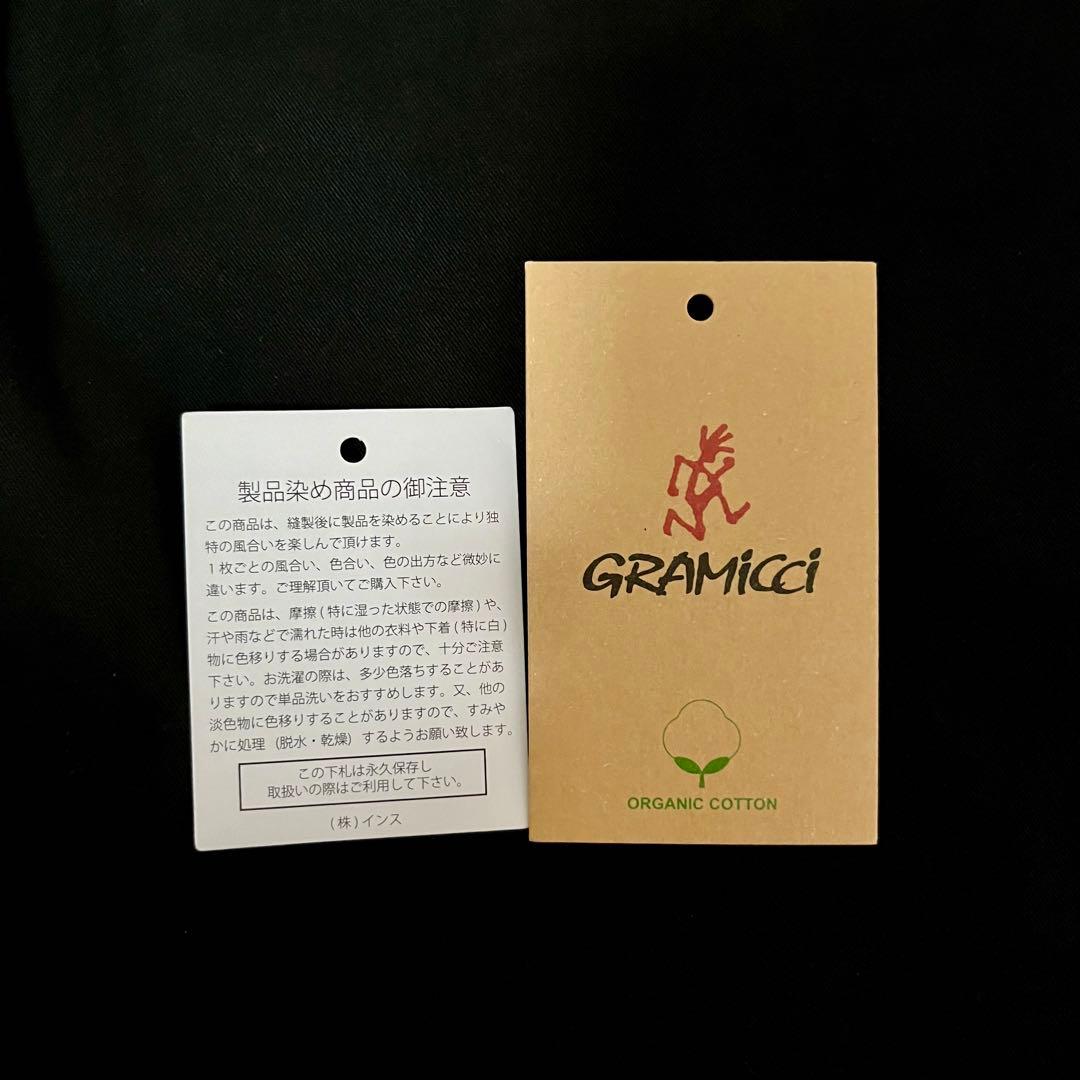 製品染め商品の御注意
この商品は、縫製後に製品を染めることにより独
特の風合いを楽しんで頂けます。
1枚ごとの風合い、色合い、色の出方など微妙に
違います。ご理解頂いてご購入下さい。
この商品は、摩擦(特に湿った状態での摩擦)や、
汗や雨などで濡れた時は他の衣料や下着(特に白)
物に色移りする場合がありますので、十分ご注意
下さい。お洗濯の際は、多少色落ちすることがあ
りますので単品洗いをおすすめします。又、他の
淡色物に色移りすることがありますので、すみや
かに処理 (脱水・乾燥) するようお願い致します。
この下札は永久保存し
取扱いの際はご利用して下さい。
(株)インス
GRAMICCI
ORGANIC COTTON